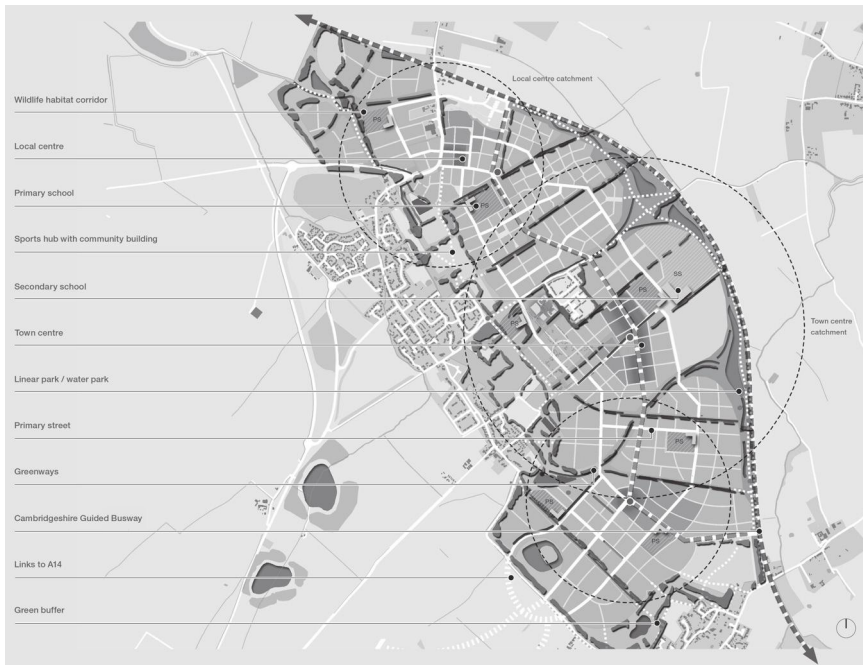 Local centre catchment
Wildlife habitat corridor
PS
Local centre
Primary school
PS
Sports hub with community building
SS
Secondary school
PS
Town centre
PS
Town centre
catchment
Linear park / water park
Primary street
PS
Greenways
PS
Cambridgeshire Guided Busway
PS
Links to A14
Green buffer